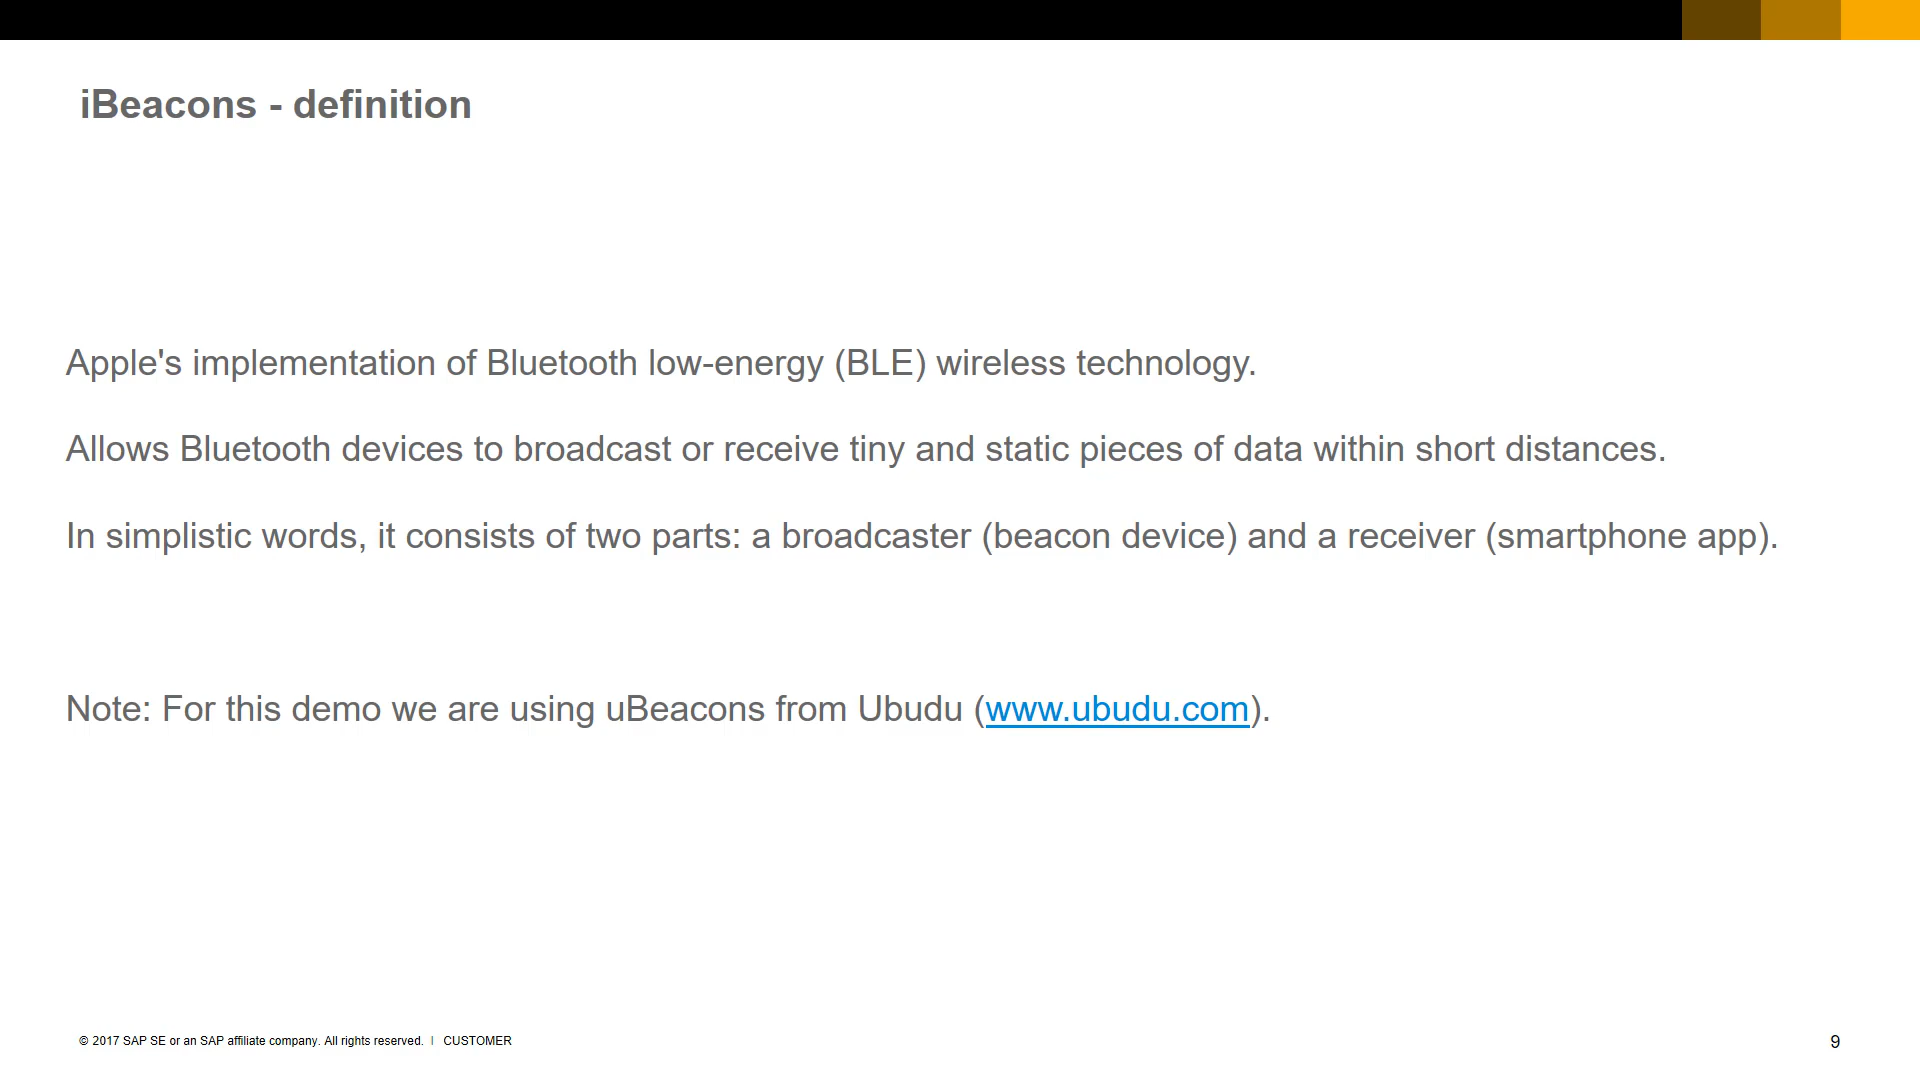 iBeacons - definition
Apple's implementation of Bluetooth low-energy (BLE) wireless technology.
Allows Bluetooth devices to broadcast or receive tiny and static pieces of data within short distances.
In simplistic words, it consists of two parts: a broadcaster (beacon device) and a receiver (smartphone app).
Note: For this demo we are using uBeacons from Ubudu (www.ubudu.com).
© 2017 SAP SE or an SAP affiliate company. All rights reserved. | CUSTOMER
9